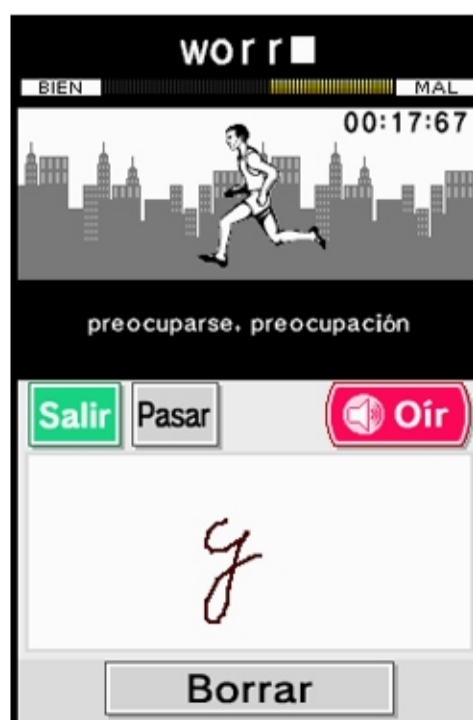 worr
BIEN MAL
00:17:67
preocuparse. preocupación
Salir Pasar Oír
y
Borrar